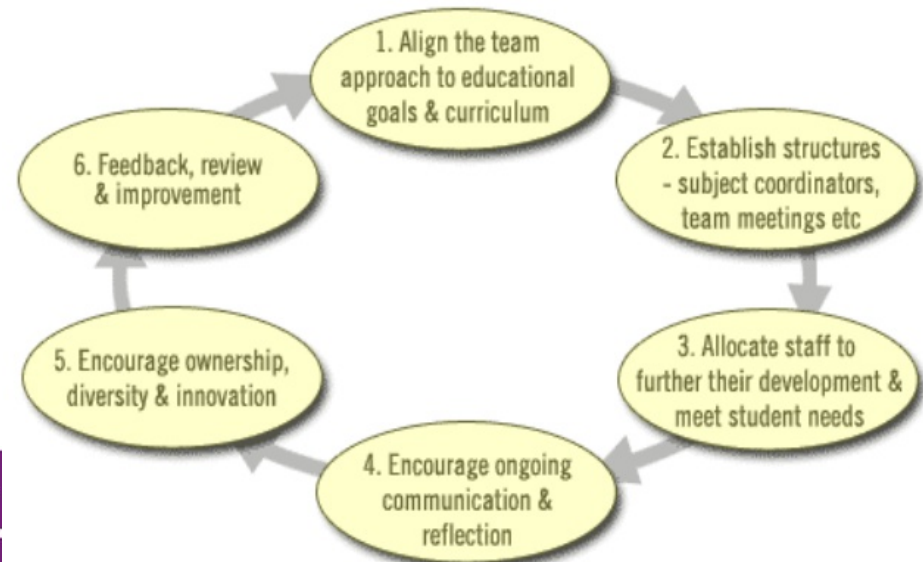 1. Align the team
approach to educational
goals & curriculum
2. Establish structures
- subject coordinators,
team meetings etc
3. Allocate staff to
further their development &
meet student needs
4. Encourage ongoing
communication &
reflection
5. Encourage ownership,
diversity & innovation
6. Feedback, review
& improvement